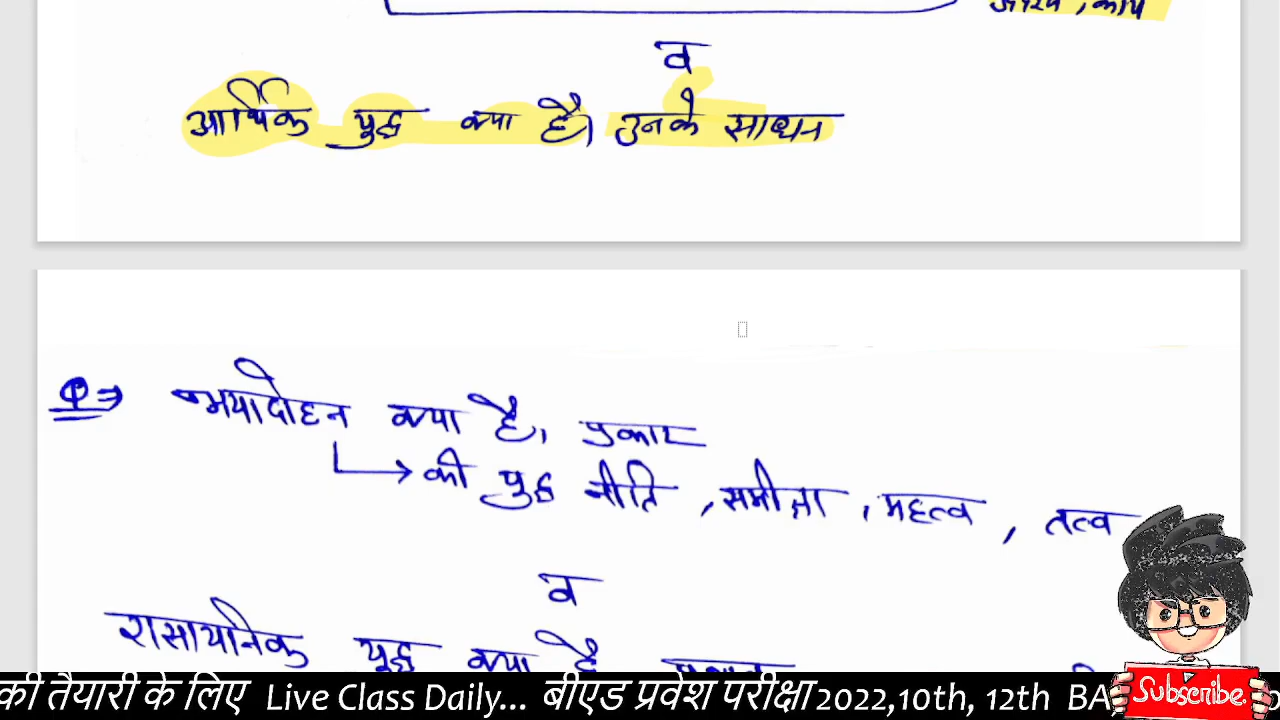 व
आर्थिक युद्ध क्या है, उनके साधन
Q⇒ भयादोहन क्या है, प्रकार
की युद्ध नीति, समीक्षा, महत्व, तत्व
व
रासायनिक युद्ध क्या है
की तैयारी के लिए Live Class Daily... बीएड प्रवेश परीक्षा 2022,10th, 12th BA,
Subscribe